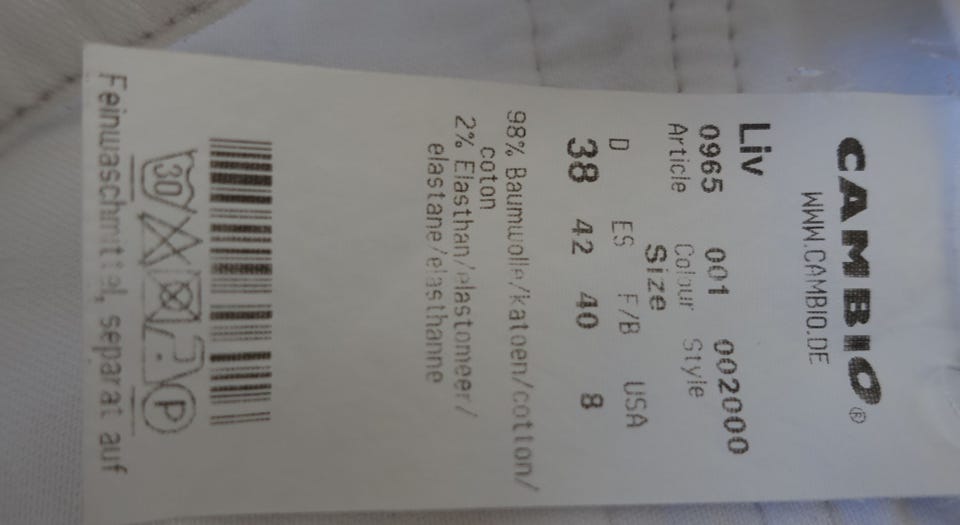 CAMBIO®
WWW.CAMBIO.DE
Liv
0965 001 002000
Article Colour Style
Size
D ES F/B USA
38 42 40 8
98% Baumwolle/katoen/cotton/
coton
2% Elasthan/elastomeer/
elastane/elasthanne
30 P
Feinwaschmittel, separat auf